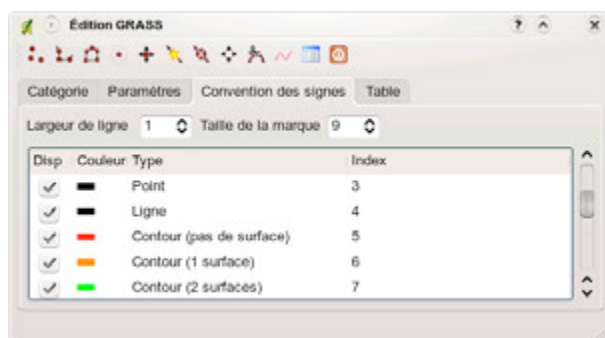 Édition GRASS
Catégorie Paramètres Convention des signes Table
Largeur de ligne 1 Taille de la marque 9
Disp Couleur Type Index
Point 3
Ligne 4
Contour (pas de surface) 5
Contour (1 surface) 6
Contour (2 surfaces) 7